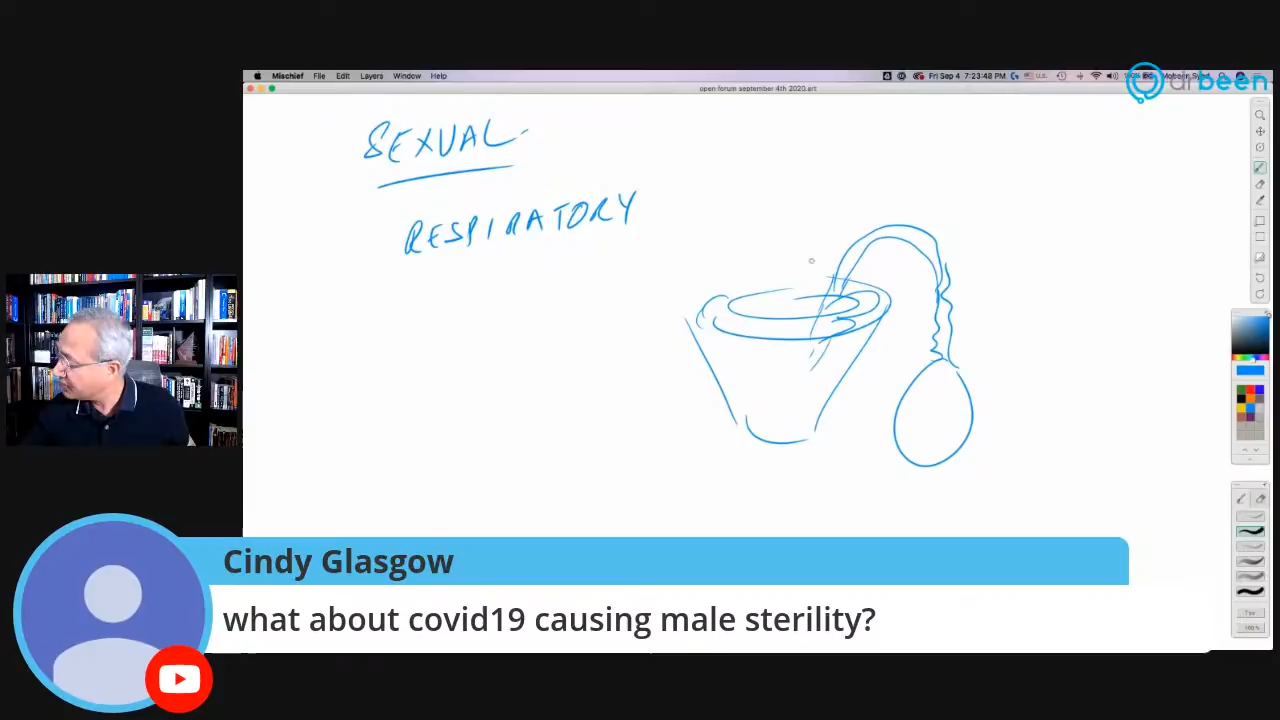 Mischief File Edit Layers Window Help
Fri Sep 4 7:23:48 PM
open forum september 4th 2020.art
drbeen
SEXUAL
RESPIRATORY
Cindy Glasgow
what about covid19 causing male sterility?